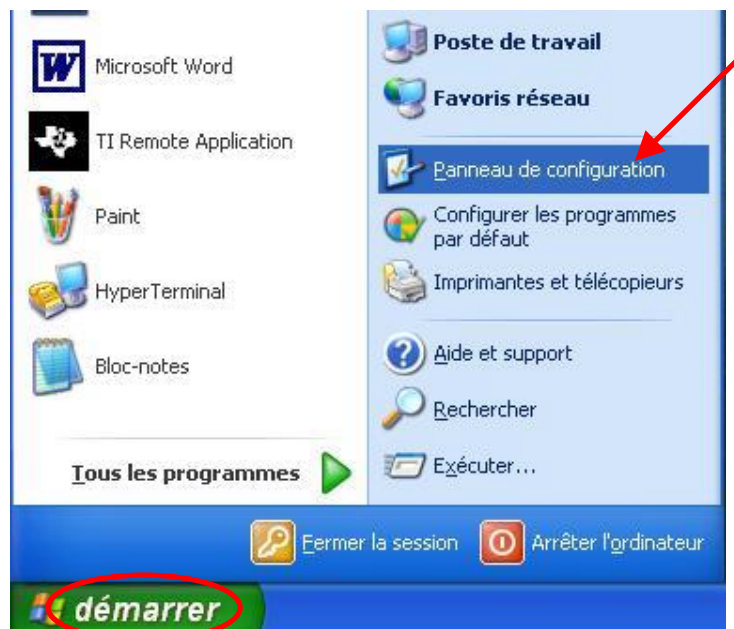 Microsoft Word
TI Remote Application
Paint
HyperTerminal
Bloc-notes
Tous les programmes
Poste de travail
Favoris réseau
Panneau de configuration
Configurer les programmes
par défaut
Imprimantes et télécopieurs
Aide et support
Rechercher
Exécuter...
Fermer la session
Arrêter l'ordinateur
démarrer